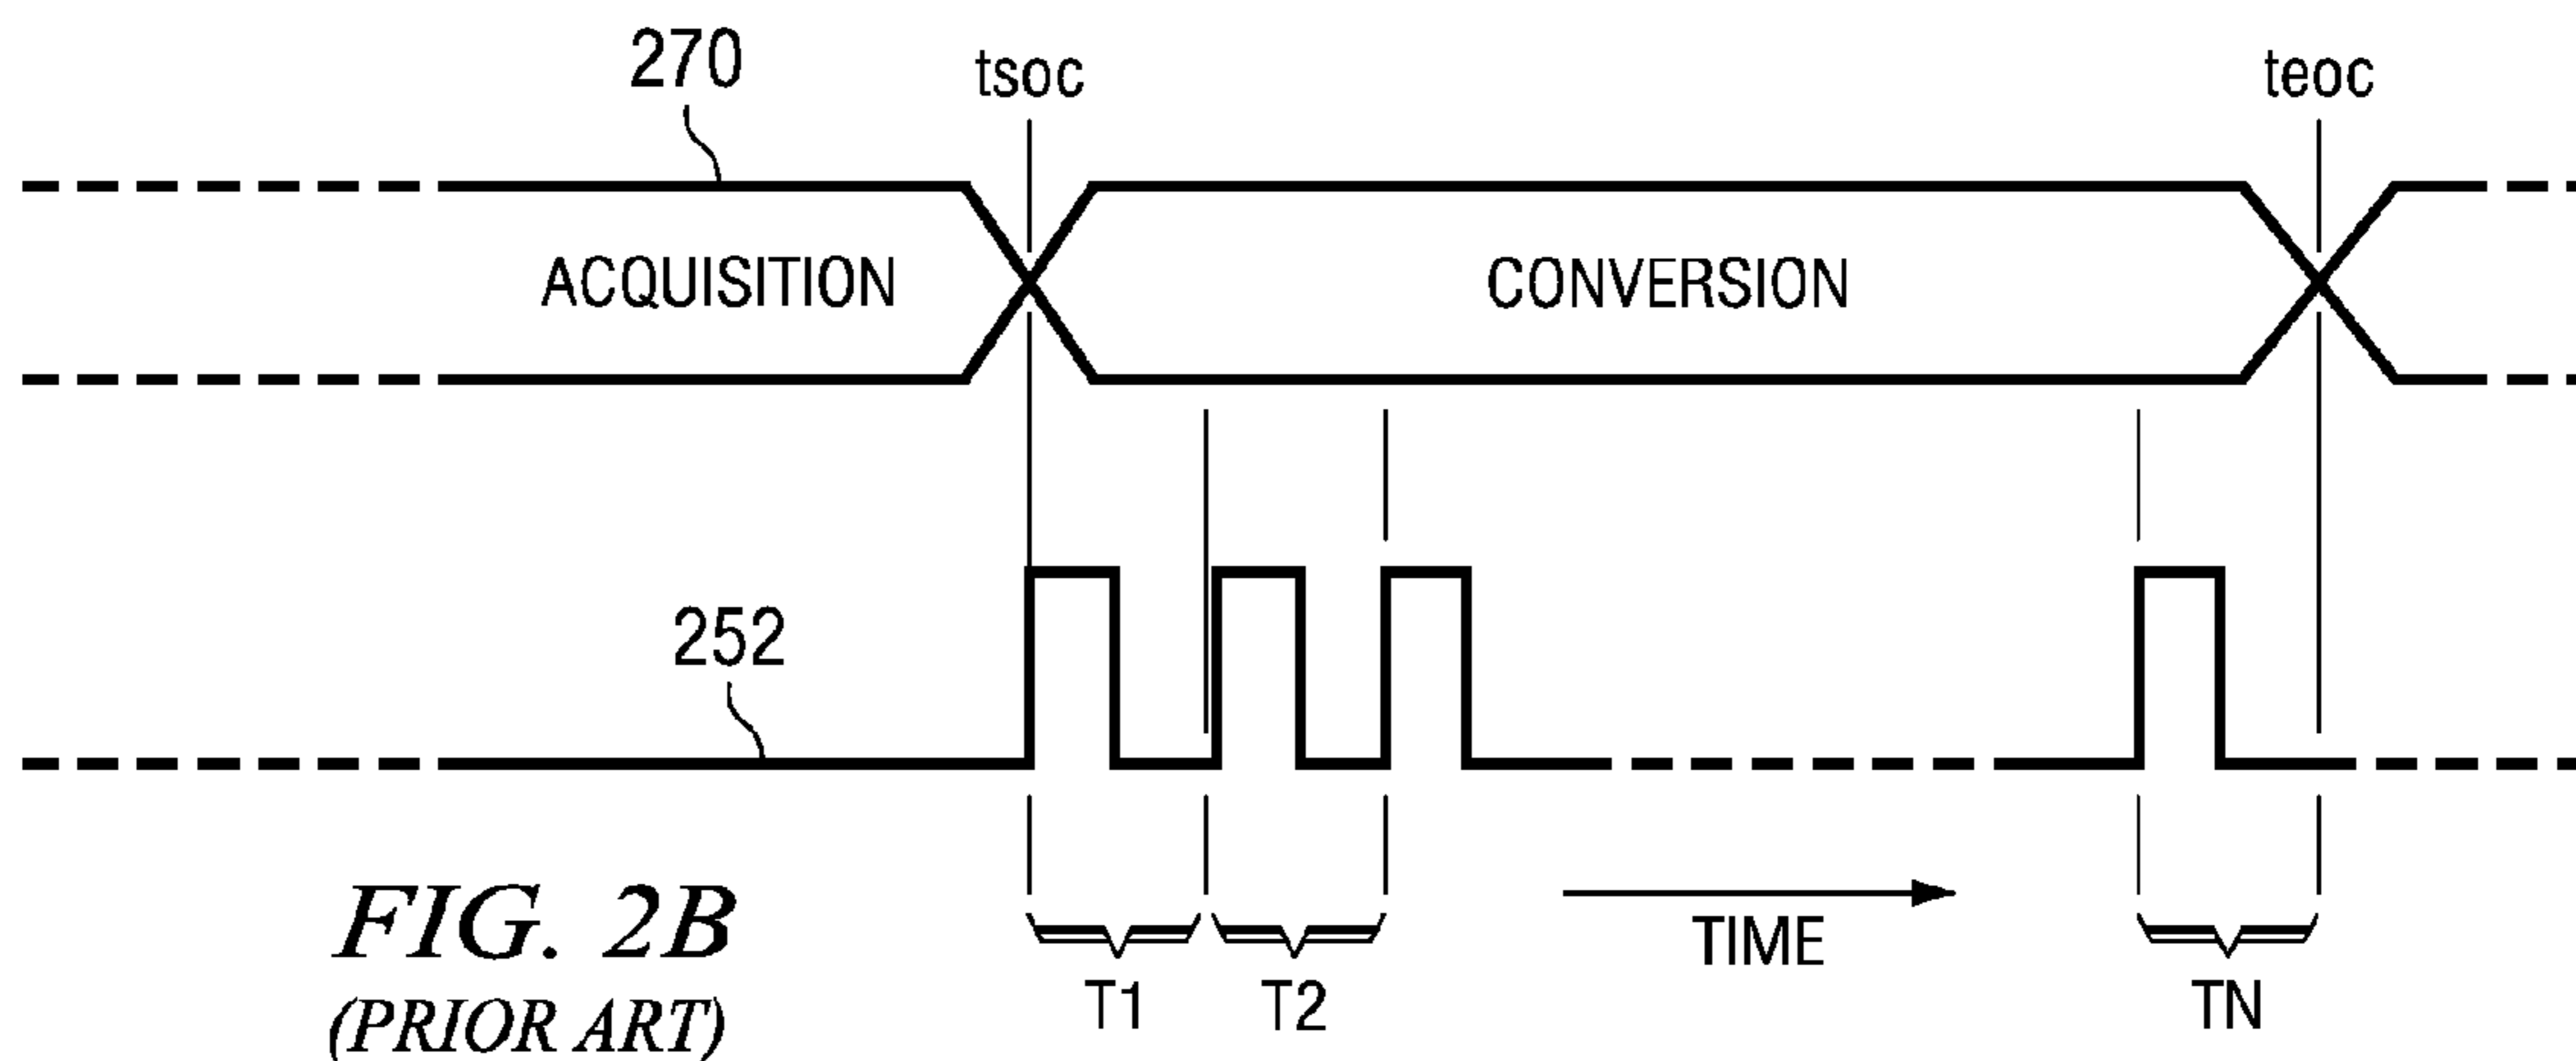 270
tsoc
teoc
ACQUISITION
CONVERSION
252
TIME
T1
T2
TN
FIG. 2B
(PRIOR ART)